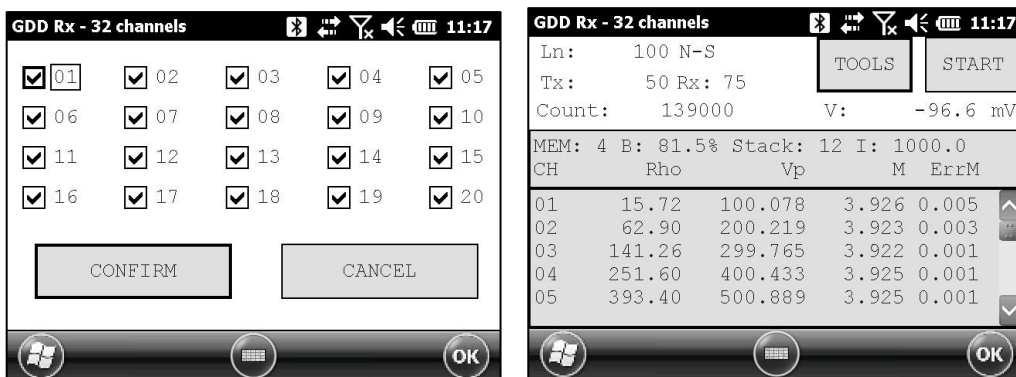 GDD Rx - 32 channels 11:17
01 02 03 04 05
06 07 08 09 10
11 12 13 14 15
16 17 18 19 20
CONFIRM CANCEL
OK
GDD Rx - 32 channels 11:17
Ln: 100 N-S
TOOLS START
Tx: 50 Rx: 75
Count: 139000 V: -96.6 mV
MEM: 4 B: 81.5% Stack: 12 I: 1000.0
CH Rho Vp M ErrM
01 15.72 100.078 3.926 0.005
02 62.90 200.219 3.923 0.003
03 141.26 299.765 3.922 0.001
04 251.60 400.433 3.925 0.001
05 393.40 500.889 3.925 0.001
OK